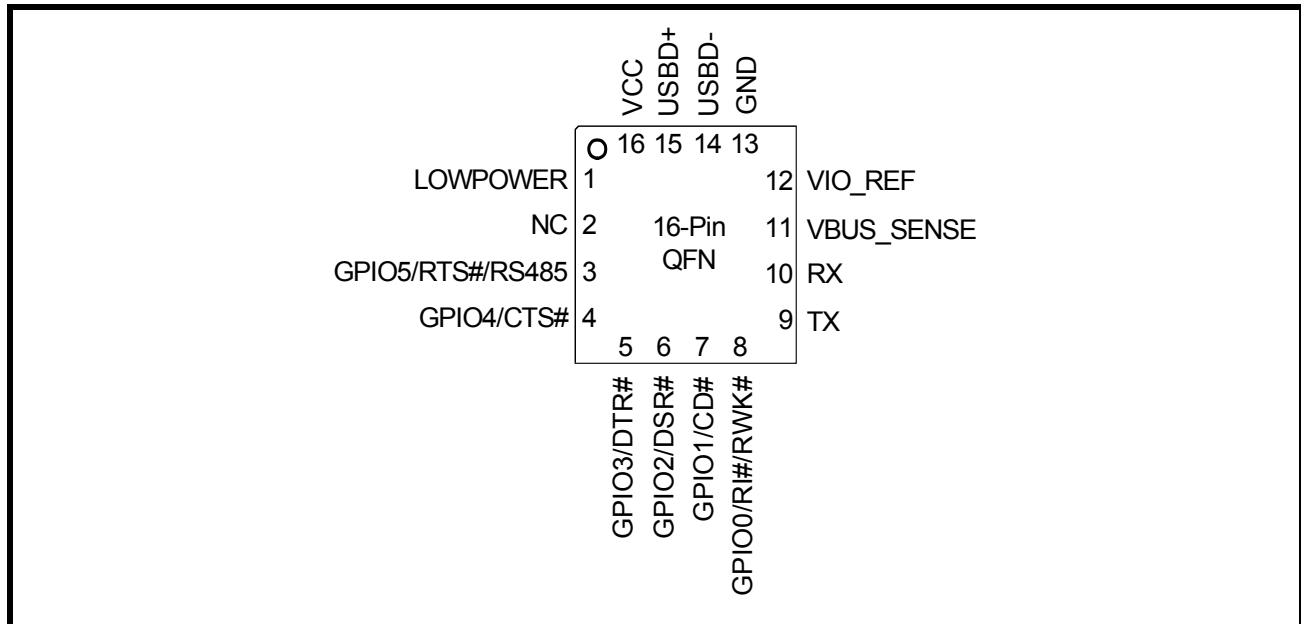 VCC
USBD+
USBD-
GND
16 15 14 13
LOWPOWER 1
12 VIO_REF
NC 2
16-Pin
QFN
11 VBUS_SENSE
GPIO5/RTS#/RS485 3
10 RX
GPIO4/CTS# 4
9 TX
5 6 7 8
GPIO3/DTR#
GPIO2/DSR#
GPIO1/CD#
GPIO0/RI#/RWK#